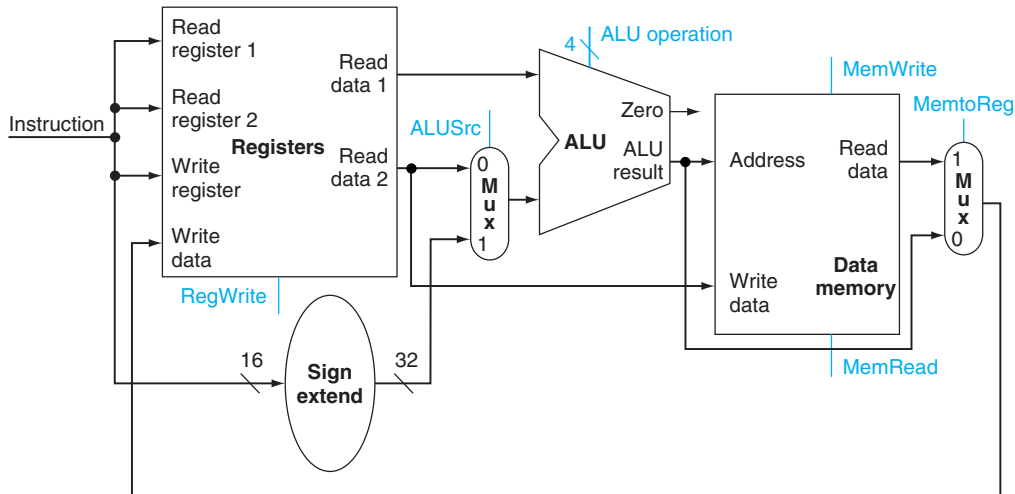 Instruction
Read
register 1
Read
register 2
Write
register
Write
data
Registers
Read
data 1
Read
data 2
RegWrite
16
Sign
extend
32
ALUSrc
0
M
u
x
1
4
ALU operation
Zero
ALU
ALU
result
MemWrite
Address
Read
data
Write
data
Data
memory
MemRead
MemtoReg
1
M
u
x
0